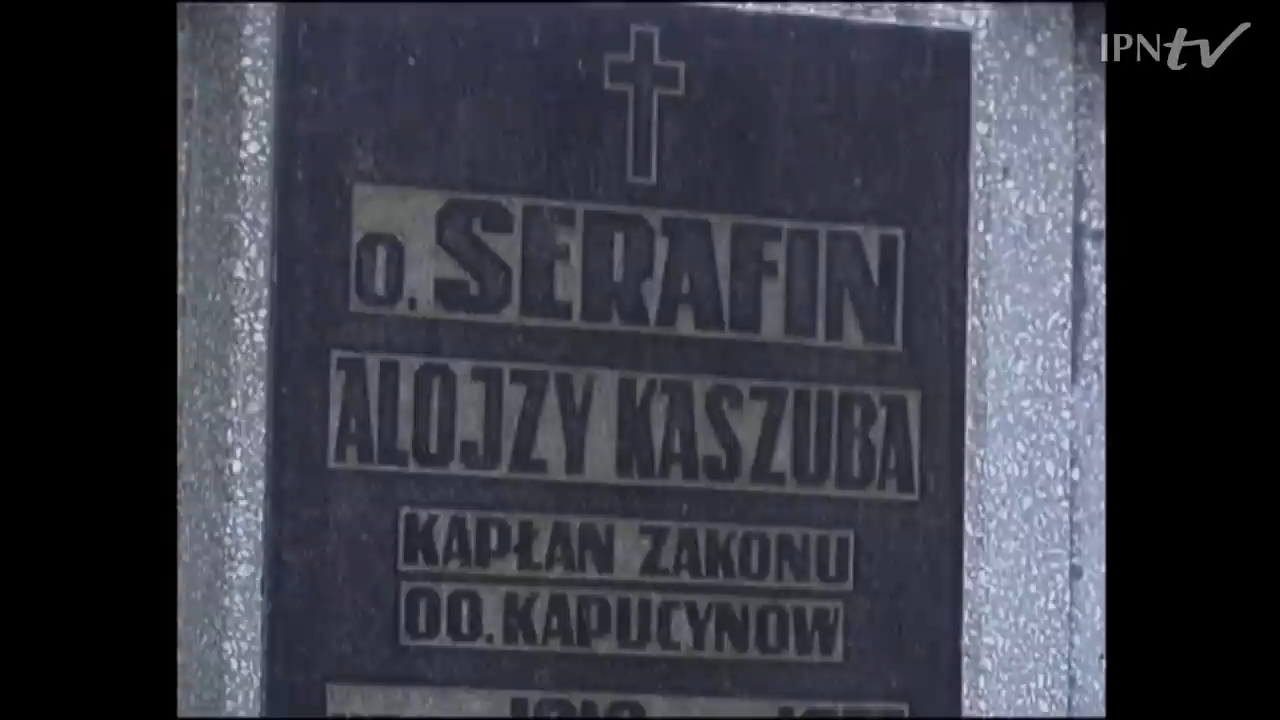 IPNtv
o. SERAFIN
ALOJZY KASZUBA
KAPŁAN ZAKONU
OO. KAPUCYNÓW